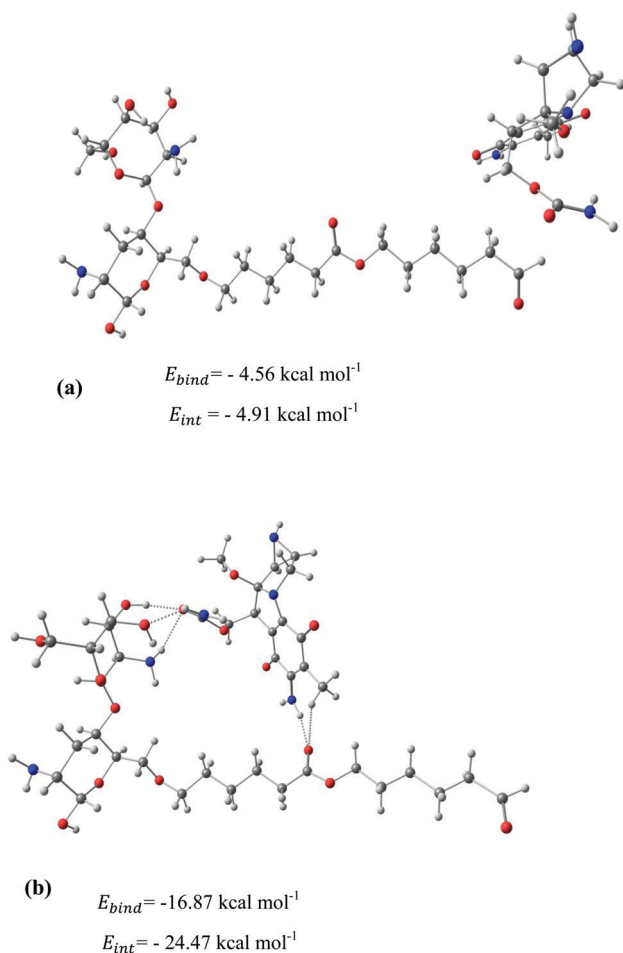 E_bind = - 4.56 kcal mol⁻¹
(a)
E_int = - 4.91 kcal mol⁻¹
(b)
E_bind = -16.87 kcal mol⁻¹
E_int = - 24.47 kcal mol⁻¹